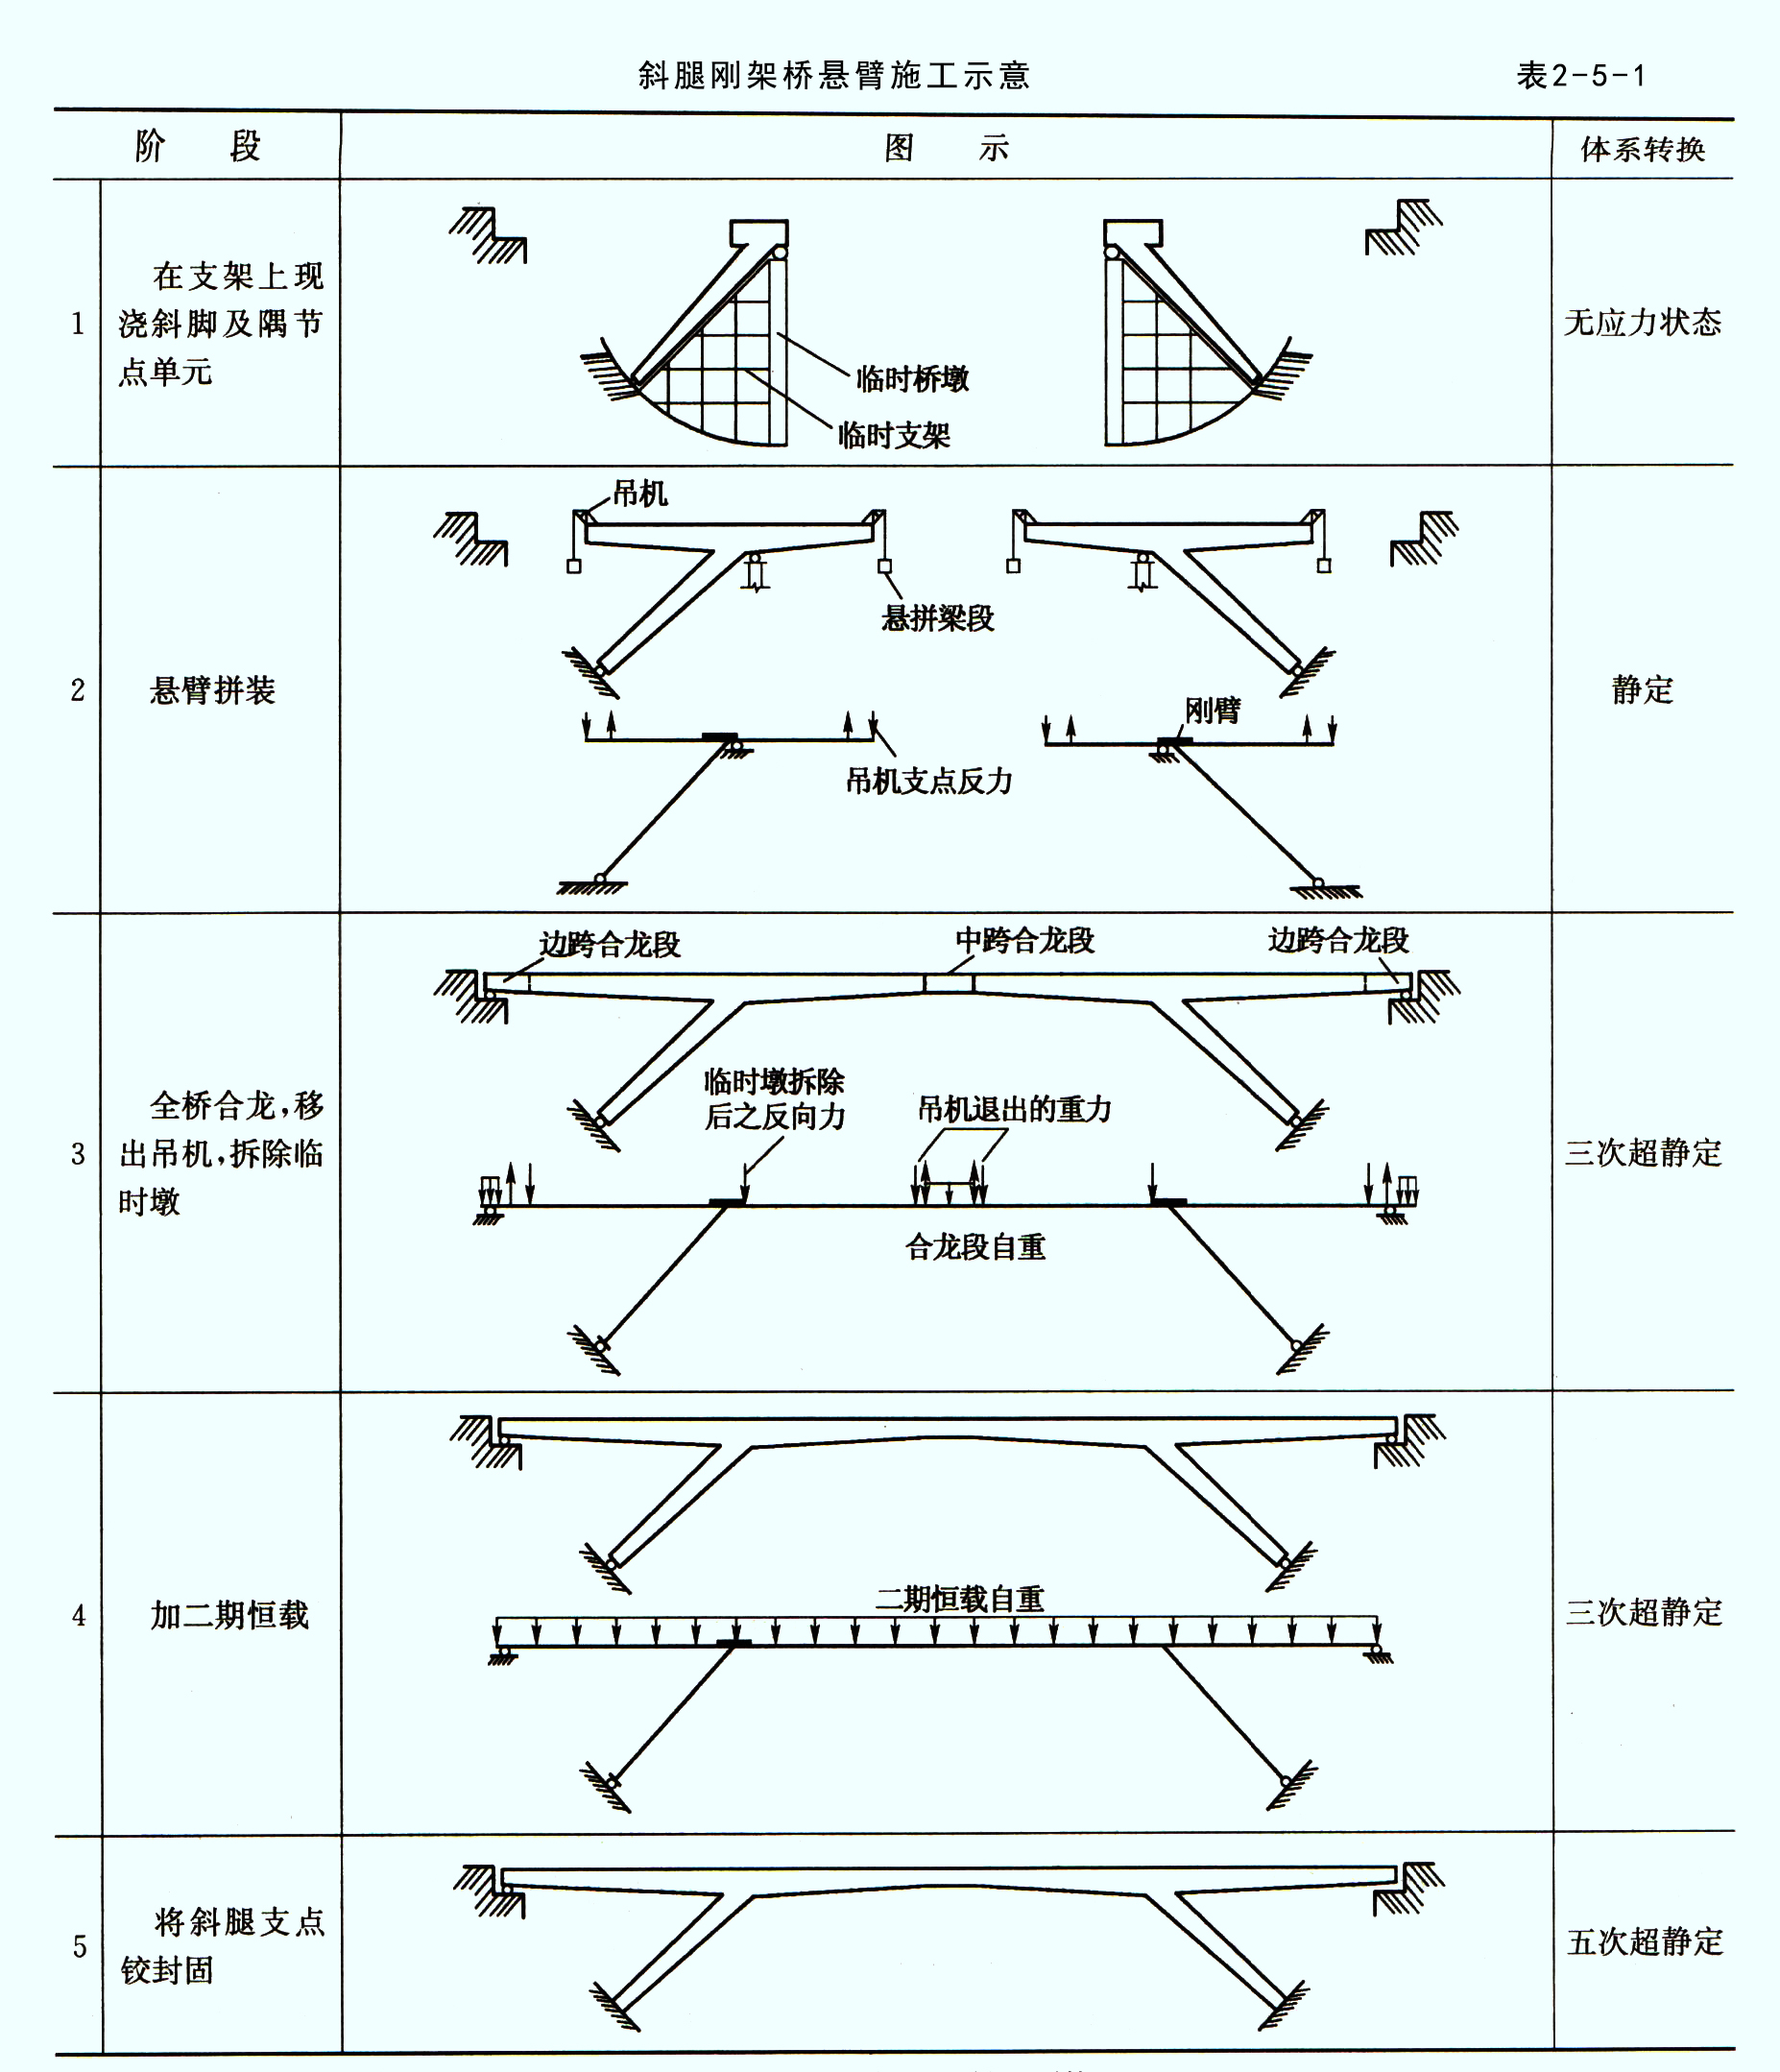 斜腿刚架桥悬臂施工示意 表2-5-1
阶 段 图 示 体系转换
1
在支架上现
浇斜脚及隅节
点单元
临时桥墩
临时支架
无应力状态
2
悬臂拼装
吊机
悬拼梁段
刚臂
吊机支点反力
静定
3
全桥合龙,移
出吊机,拆除临
时墩
边跨合龙段
中跨合龙段
边跨合龙段
临时墩拆除
后之反向力
吊机退出的重力
合龙段自重
三次超静定
4
加二期恒载
二期恒载自重
三次超静定
5
将斜腿支点
铰封固
五次超静定